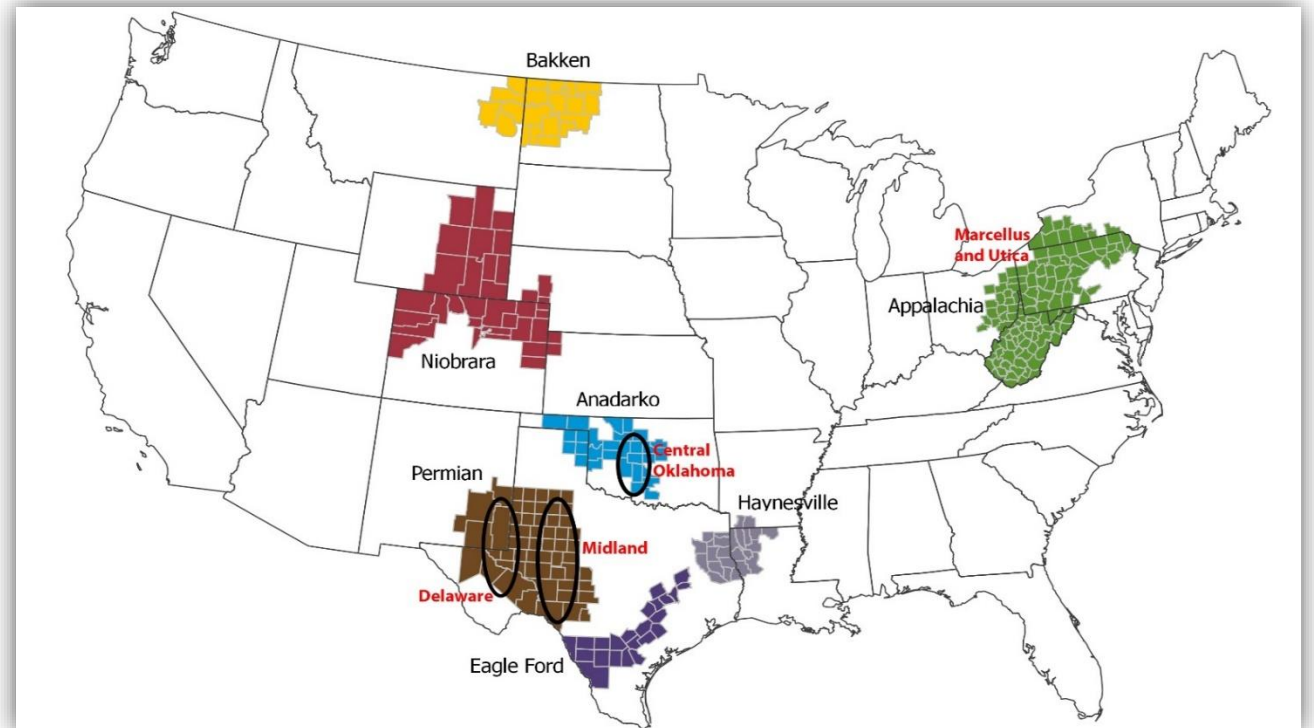 Bakken
Marcellus
and Utica
Appalachia
Niobrara
Anadarko
Central
Oklahoma
Permian
Haynesville
Midland
Delaware
Eagle Ford